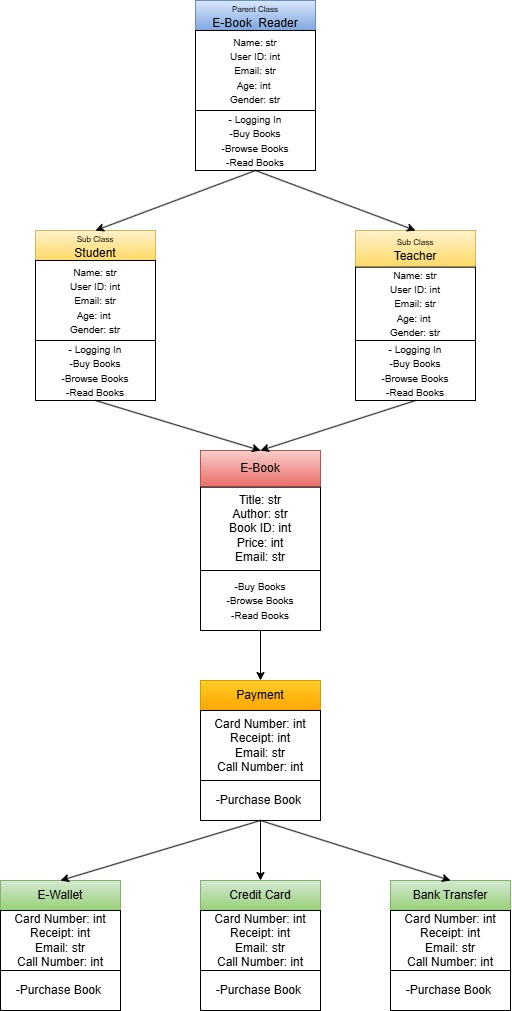 Parent Class
E-Book Reader
Name: str
User ID: int
Email: str
Age: int
Gender: str
- Logging In
-Buy Books
-Browse Books
-Read Books
Sub Class
Student
Name: str
User ID: int
Email: str
Age: int
Gender: str
- Logging In
-Buy Books
-Browse Books
-Read Books
Sub Class
Teacher
Name: str
User ID: int
Email: str
Age: int
Gender: str
- Logging In
-Buy Books
-Browse Books
-Read Books
E-Book
Title: str
Author: str
Book ID: int
Price: int
Email: str
-Buy Books
-Browse Books
-Read Books
Payment
Card Number: int
Receipt: int
Email: str
Call Number: int
-Purchase Book
E-Wallet
Card Number: int
Receipt: int
Email: str
Call Number: int
-Purchase Book
Credit Card
Card Number: int
Receipt: int
Email: str
Call Number: int
-Purchase Book
Bank Transfer
Card Number: int
Receipt: int
Email: str
Call Number: int
-Purchase Book